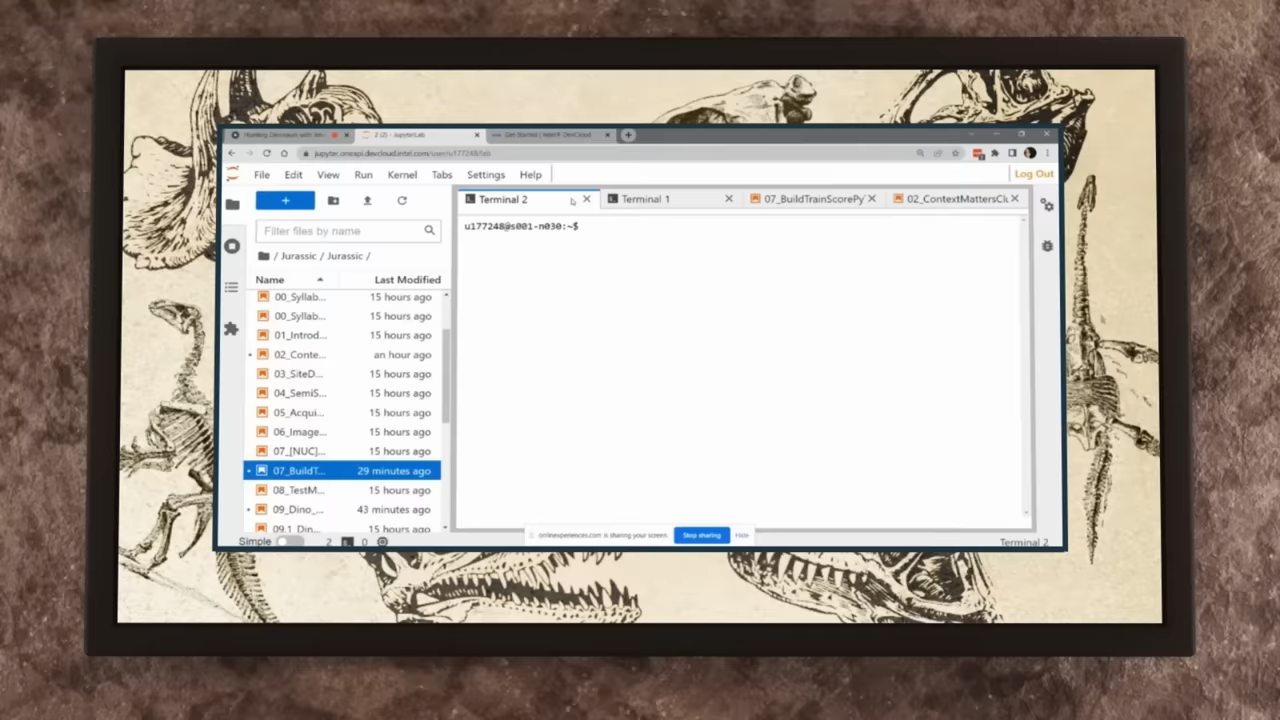 2 (2) - JupyterLab
Get Started | Intel® DevCloud
jupyter.oneapi.devcloud.intel.com/user/u177248/lab
File Edit View Run Kernel Tabs Settings Help
Log Out
+
Filter files by name
/ Jurassic / Jurassic /
Name Last Modified
00_Syllab... 15 hours ago
00_Syllab... 15 hours ago
01_Introd... 15 hours ago
02_Conte... an hour ago
03_SiteD... 15 hours ago
04_SemiS... 15 hours ago
05_Acqui... 15 hours ago
06_Image... 15 hours ago
07_[NUC]... 15 hours ago
07_BuildT... 29 minutes ago
08_TestM... 15 hours ago
09_Dino_... 43 minutes ago
09.1_Din... 15 hours ago
Terminal 2
Terminal 1
07_BuildTrainScorePy
02_ContextMattersClu
u177248@s001-n030:~$
onlinexperiences.com is sharing your screen.
Stop sharing
Hide
Simple 2 0
Terminal 2